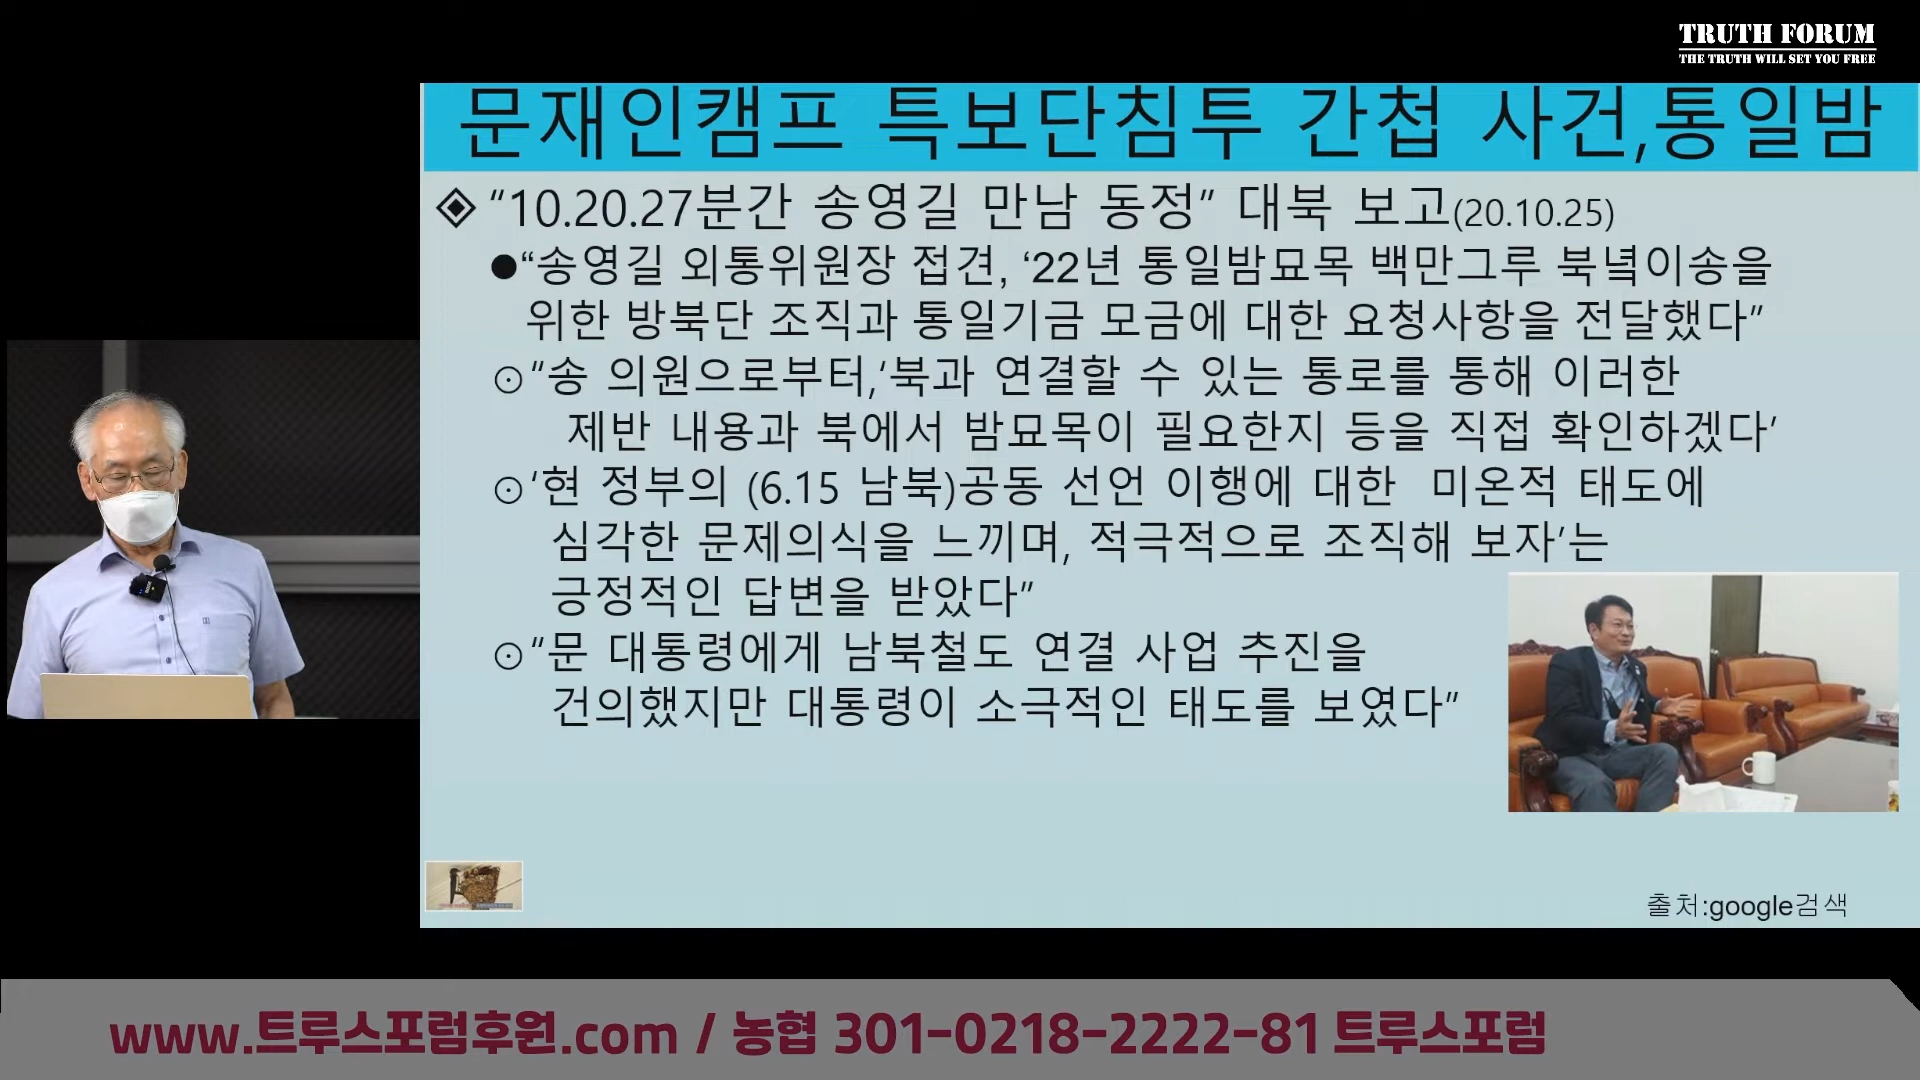 TRUTH FORUM
THE TRUTH WILL SET YOU FREE
문재인캠프 특보단침투 간첩 사건,통일밤
◈ “10.20.27분간 송영길 만남 동정” 대북 보고(20.10.25)
●“송영길 외통위원장 접견, ‘22년 통일밤묘목 백만그루 북녘이송을
위한 방북단 조직과 통일기금 모금에 대한 요청사항을 전달했다”
⊙“송 의원으로부터,‘북과 연결할 수 있는 통로를 통해 이러한
제반 내용과 북에서 밤묘목이 필요한지 등을 직접 확인하겠다’
⊙‘현 정부의 (6.15 남북)공동 선언 이행에 대한 미온적 태도에
심각한 문제의식을 느끼며, 적극적으로 조직해 보자’는
긍정적인 답변을 받았다”
⊙“문 대통령에게 남북철도 연결 사업 추진을
건의했지만 대통령이 소극적인 태도를 보였다”
출처:google검색
www.트루스포럼후원.com / 농협 301-0218-2222-81 트루스포럼